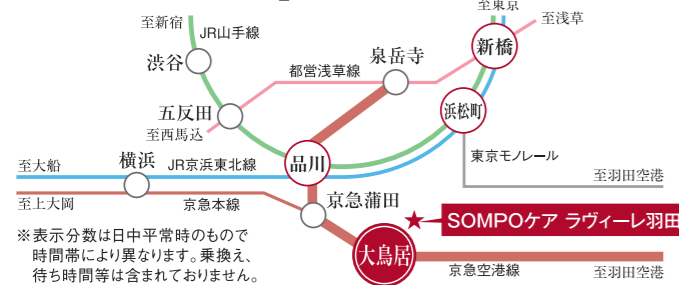 至東京
至新宿
至浅草
JR山手線
新橋
渋谷
泉岳寺
都営浅草線
五反田
浜松町
至西馬込
品川
東京モノレール
横浜
至大船
JR京浜東北線
至羽田空港
京急蒲田
至上大岡
京急本線
SOMPOケア ラヴィーレ羽田
※表示分数は日中平常時のもので
時間帯により異なります。乗換え、
待ち時間等は含まれておりません。
大鳥居
京急空港線
至羽田空港